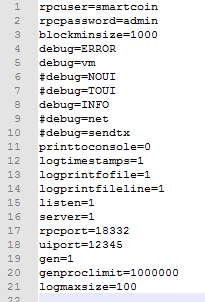 1 rpcuser=smartcoin
2 rpcpassword=admin
3 blockminsize=1000
4 debug=ERROR
5 debug=vm
6 #debug=NOUI
7 #debug=TOUI
8 debug=INFO
9 #debug=net
10 #debug=sendtx
11 printtoconsole=0
12 logtimestamps=1
13 logprintfofile=1
14 logprintfileline=1
15 listen=1
16 server=1
17 rpcport=18332
18 uiport=12345
19 gen=1
20 genproclimit=1000000
21 logmaxsize=100
22